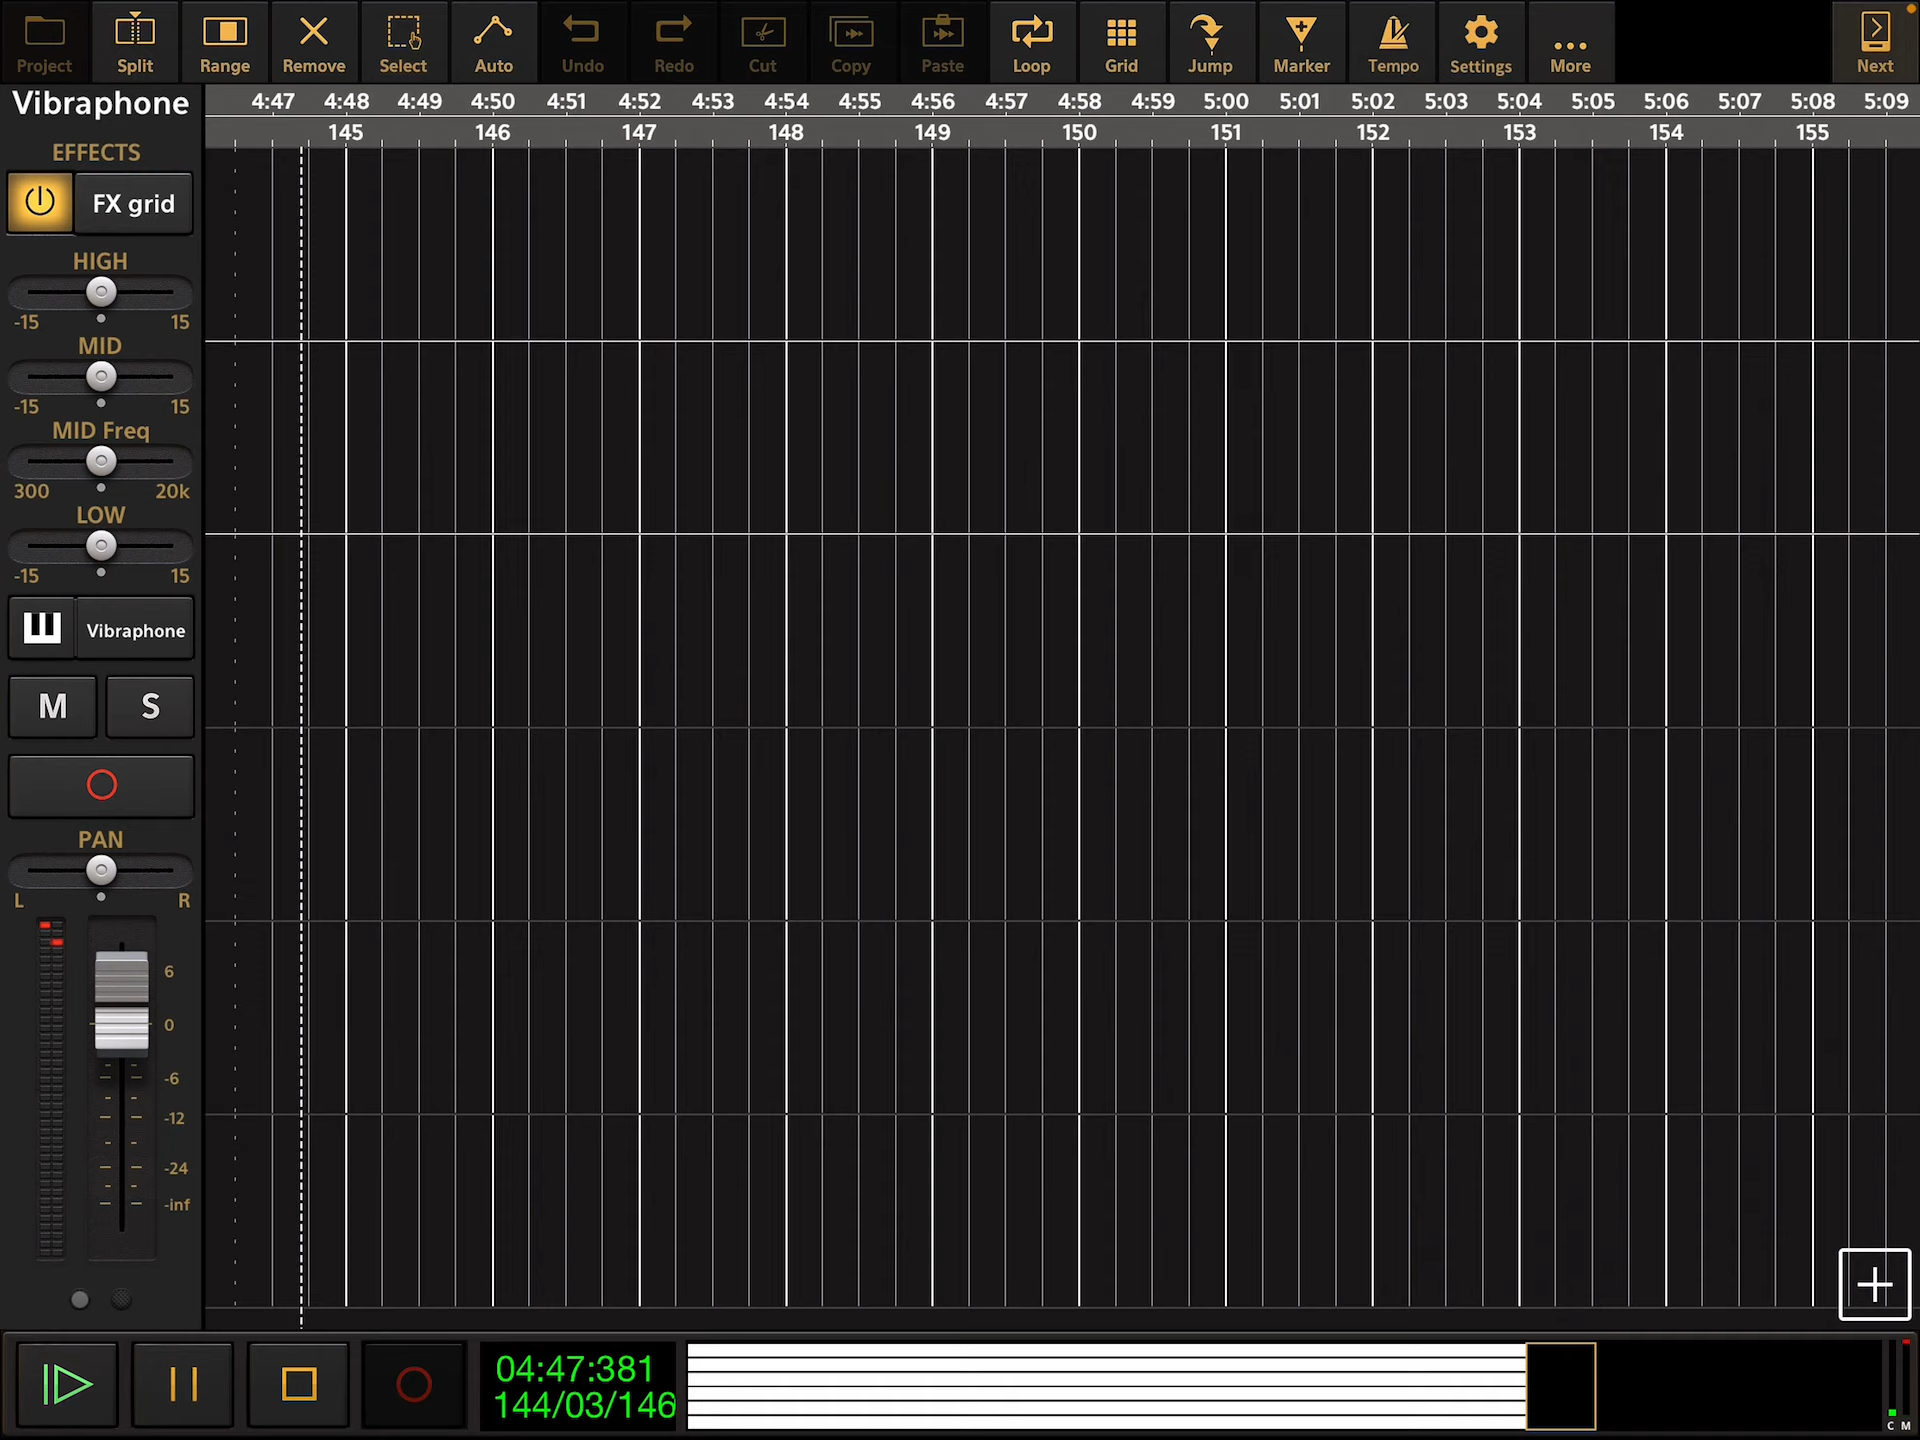 Project Split Range Remove Select Auto Undo Redo Cut Copy Paste Loop Grid Jump Marker Tempo Settings More Next
Vibraphone
4:47 4:48 4:49 4:50 4:51 4:52 4:53 4:54 4:55 4:56 4:57 4:58 4:59 5:00 5:01 5:02 5:03 5:04 5:05 5:06 5:07 5:08 5:09
145 146 147 148 149 150 151 152 153 154 155
EFFECTS
FX grid
HIGH
-15 15
MID
-15 15
MID Freq
300 20k
LOW
-15 15
Vibraphone
M S
PAN
L R
6
0
-6
-12
-24
-inf
04:47:381
144/03/146
C M